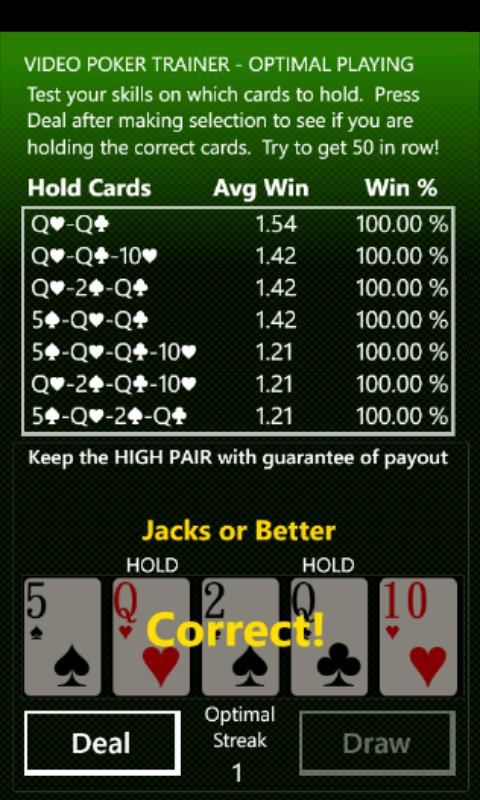 VIDEO POKER TRAINER - OPTIMAL PLAYING
Test your skills on which cards to hold.  Press
Deal after making selection to see if you are
holding the correct cards.  Try to get 50 in row!
Hold Cards Avg Win Win %
Q♥-Q♣ 1.54 100.00 %
Q♥-Q♣-10♥ 1.42 100.00 %
Q♥-2♠-Q♣ 1.42 100.00 %
5♠-Q♥-Q♣ 1.42 100.00 %
5♠-Q♥-Q♣-10♥ 1.21 100.00 %
Q♥-2♠-Q♣-10♥ 1.21 100.00 %
5♠-Q♥-2♠-Q♣ 1.21 100.00 %
Keep the HIGH PAIR with guarantee of payout
Jacks or Better
HOLD HOLD
5♠ Q♥ 2♠ Q♣ 10♥
Correct!
Deal
Optimal
Streak
1
Draw